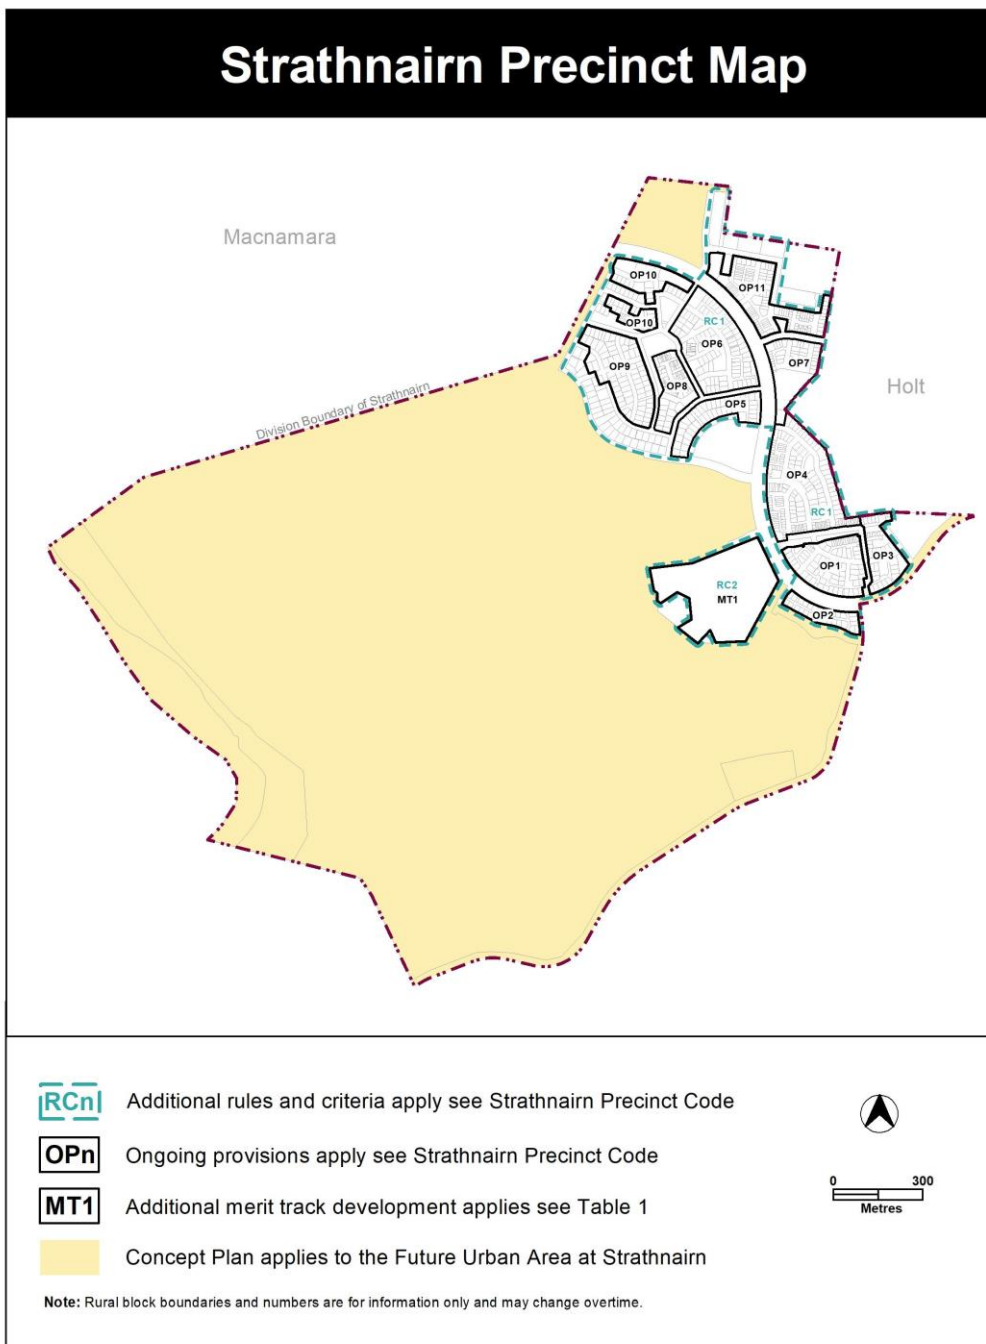 Strathnairn Precinct Map
Macnamara
OP10
OP11
RC1
OP10
OP6
OP7
OP9
OP8
Holt
OP5
Division Boundary of Strathnairn
OP4
RC1
OP3
OP1
RC2
MT1
OP2
RCn Additional rules and criteria apply see Strathnairn Precinct Code
OPn Ongoing provisions apply see Strathnairn Precinct Code
MT1 Additional merit track development applies see Table 1
Concept Plan applies to the Future Urban Area at Strathnairn
0 300
Metres
Note: Rural block boundaries and numbers are for information only and may change overtime.